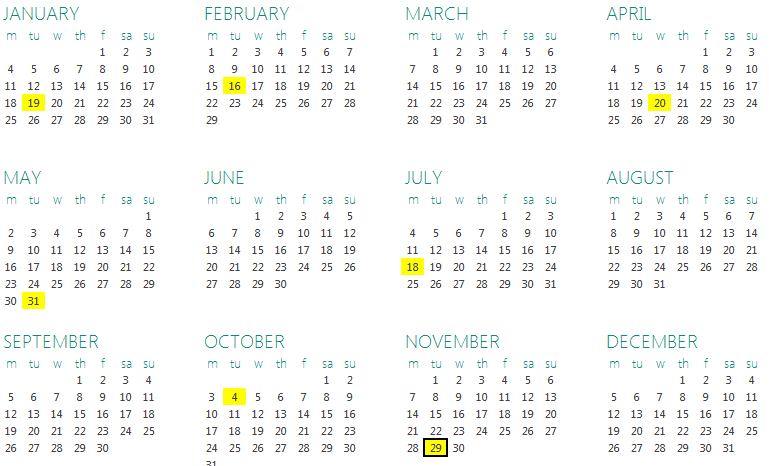 JANUARY
m tu w th f sa su
1 2 3
4 5 6 7 8 9 10
11 12 13 14 15 16 17
18 19 20 21 22 23 24
25 26 27 28 29 30 31
FEBRUARY
m tu w th f sa su
1 2 3 4 5 6 7
8 9 10 11 12 13 14
15 16 17 18 19 20 21
22 23 24 25 26 27 28
29
MARCH
m tu w th f sa su
1 2 3 4 5 6
7 8 9 10 11 12 13
14 15 16 17 18 19 20
21 22 23 24 25 26 27
28 29 30 31
APRIL
m tu w th f sa su
1 2 3
4 5 6 7 8 9 10
11 12 13 14 15 16 17
18 19 20 21 22 23 24
25 26 27 28 29 30
MAY
m tu w th f sa su
1
2 3 4 5 6 7 8
9 10 11 12 13 14 15
16 17 18 19 20 21 22
23 24 25 26 27 28 29
30 31
JUNE
m tu w th f sa su
1 2 3 4 5
6 7 8 9 10 11 12
13 14 15 16 17 18 19
20 21 22 23 24 25 26
27 28 29 30
JULY
m tu w th f sa su
1 2 3
4 5 6 7 8 9 10
11 12 13 14 15 16 17
18 19 20 21 22 23 24
25 26 27 28 29 30 31
AUGUST
m tu w th f sa su
1 2 3 4 5 6 7
8 9 10 11 12 13 14
15 16 17 18 19 20 21
22 23 24 25 26 27 28
29 30 31
SEPTEMBER
m tu w th f sa su
1 2 3 4
5 6 7 8 9 10 11
12 13 14 15 16 17 18
19 20 21 22 23 24 25
26 27 28 29 30
OCTOBER
m tu w th f sa su
1 2
3 4 5 6 7 8 9
10 11 12 13 14 15 16
17 18 19 20 21 22 23
24 25 26 27 28 29 30
31
NOVEMBER
m tu w th f sa su
1 2 3 4 5 6
7 8 9 10 11 12 13
14 15 16 17 18 19 20
21 22 23 24 25 26 27
28 29 30
DECEMBER
m tu w th f sa su
1 2 3 4
5 6 7 8 9 10 11
12 13 14 15 16 17 18
19 20 21 22 23 24 25
26 27 28 29 30 31